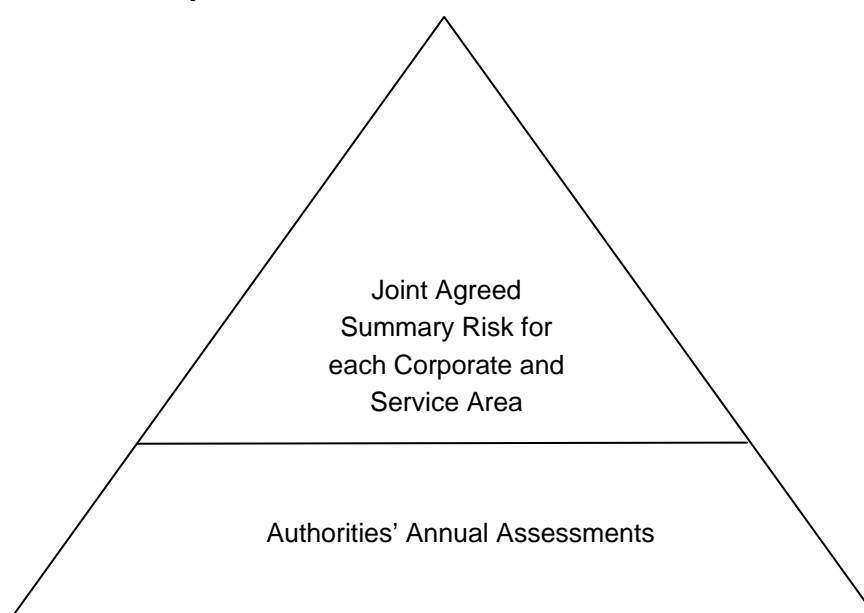 Joint Agreed
Summary Risk for
each Corporate and
Service Area
Authorities’ Annual Assessments